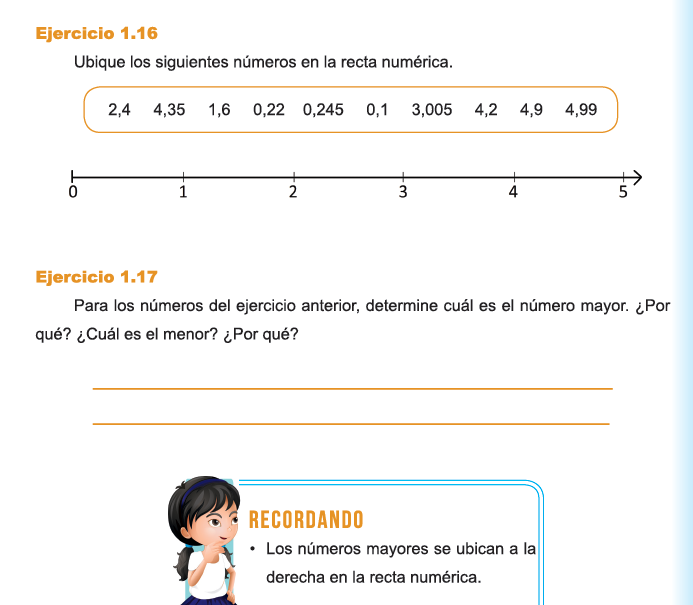 Ejercicio 1.16
Ubique los siguientes números en la recta numérica.
2,4 4,35 1,6 0,22 0,245 0,1 3,005 4,2 4,9 4,99
0 1 2 3 4 5
Ejercicio 1.17
Para los números del ejercicio anterior, determine cuál es el número mayor. ¿Por
qué? ¿Cuál es el menor? ¿Por qué?
RECORDANDO
• Los números mayores se ubican a la
derecha en la recta numérica.